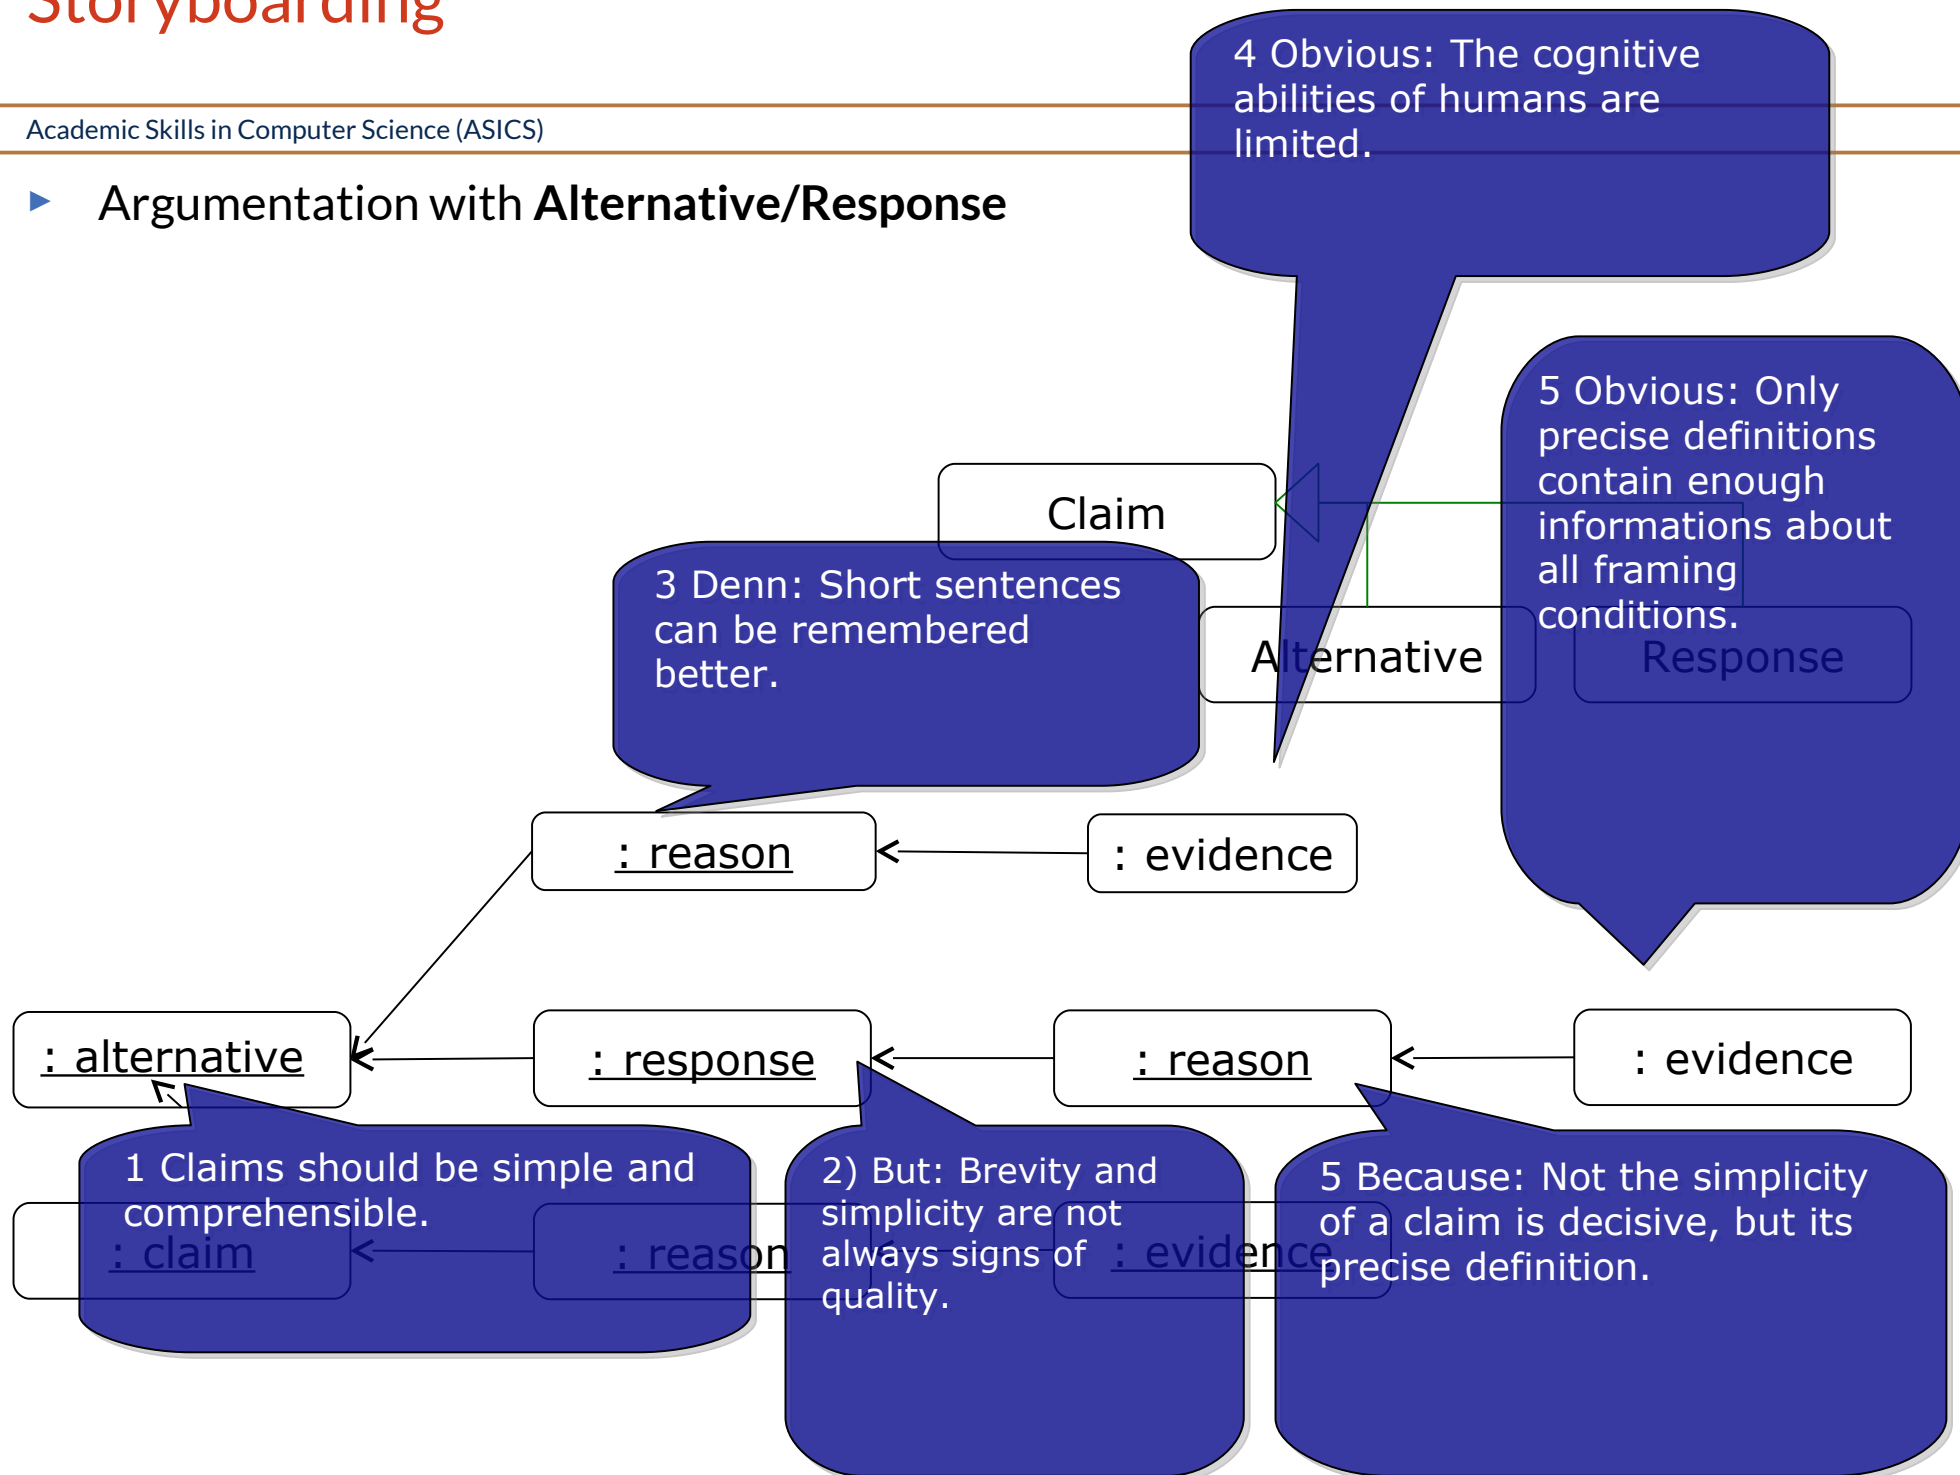 Storyboarding
4 Obvious: The cognitive
abilities of humans are
limited.
Academic Skills in Computer Science (ASICS)
► Argumentation with Alternative/Response
5 Obvious: Only
precise definitions
contain enough
informations about
all framing
conditions.
Claim
3 Denn: Short sentences
can be remembered
better.
Alternative
Response
: reason
: evidence
: alternative
: response
: reason
: evidence
1 Claims should be simple and
comprehensible.
2) But: Brevity and
simplicity are not
always signs of
quality.
5 Because: Not the simplicity
of a claim is decisive, but its
precise definition.
: claim
: reason
: evidence